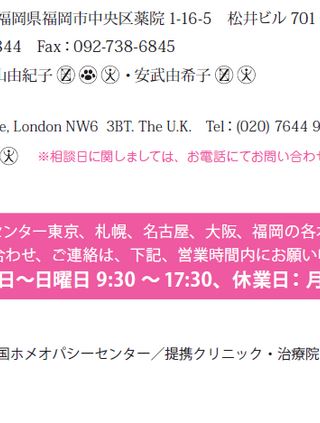 福岡県福岡市中央区薬院 1-16-5 松井ビル 701
844 Fax：092-738-6845
山由紀子 Ⓩ ・安武由希子 Ⓩ
e, London NW6 3BT. The U.K. Tel：(020) 7644 9
※相談日に関しましては、お電話にてお問い合わせ
センター東京、札幌、名古屋、大阪、福岡の各本
合わせ、ご連絡は、下記、営業時間内にお願い
日〜日曜日 9:30 〜 17:30、休業日：月
国ホメオパシーセンター／提携クリニック・治療院